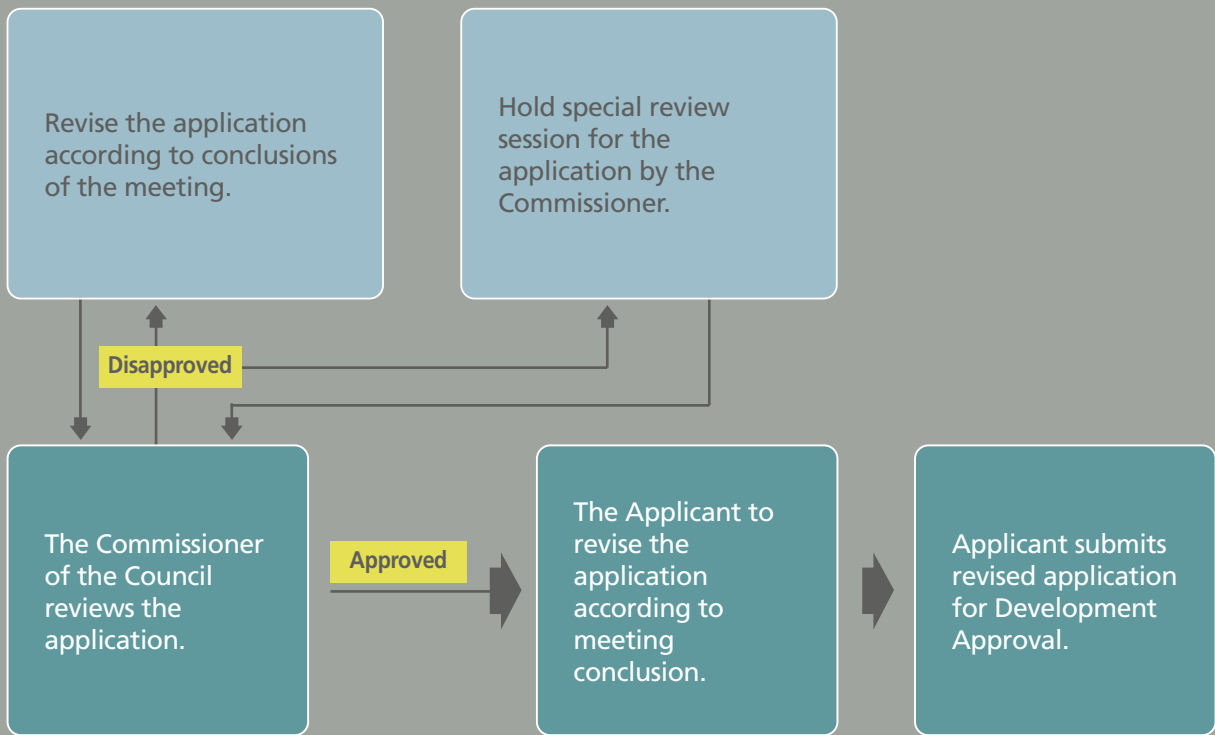 Revise the application
according to conclusions
of the meeting.
Hold special review
session for the
application by the
Commissioner.
Disapproved
The Commissioner
of the Council
reviews the
application.
Approved
The Applicant to
revise the
application
according to
meeting
conclusion.
Applicant submits
revised application
for Development
Approval.